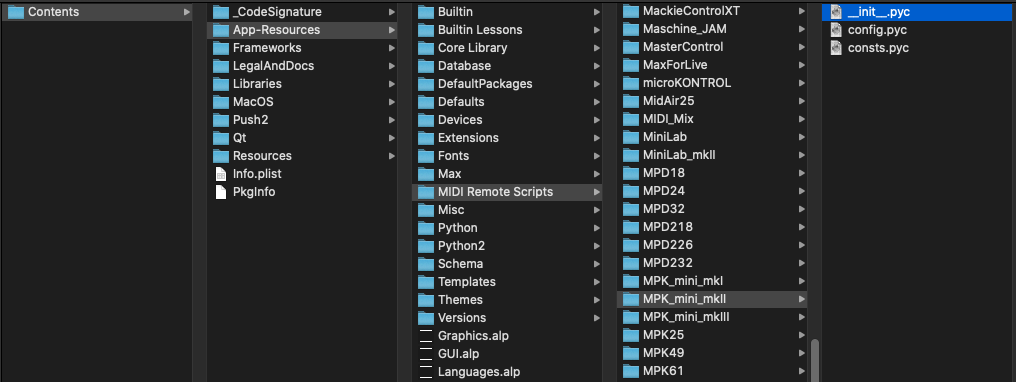 Contents
_CodeSignature
App-Resources
Frameworks
LegalAndDocs
Libraries
MacOS
Push2
Qt
Resources
Info.plist
PkgInfo
Builtin
Builtin Lessons
Core Library
Database
DefaultPackages
Defaults
Devices
Extensions
Fonts
Max
MIDI Remote Scripts
Misc
Python
Python2
Schema
Templates
Themes
Versions
Graphics.alp
GUI.alp
Languages.alp
MackieControlXT
Maschine_JAM
MasterControl
MaxForLive
microKONTROL
MidAir25
MIDI_Mix
MiniLab
MiniLab_mkII
MPD18
MPD24
MPD32
MPD218
MPD226
MPD232
MPK_mini_mkI
MPK_mini_mkII
MPK_mini_mkIII
MPK25
MPK49
MPK61
__init__.pyc
config.pyc
consts.pyc